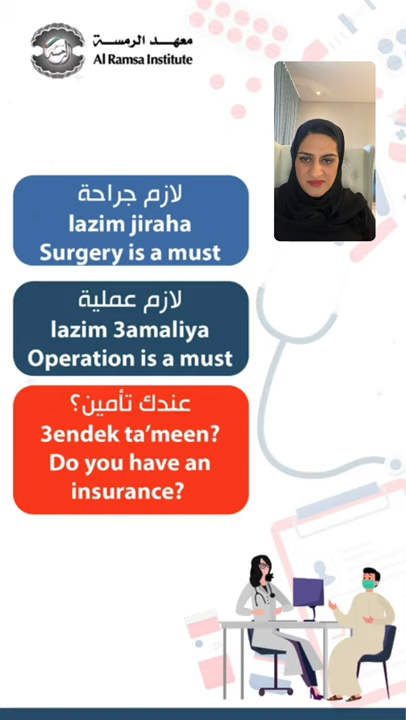 معهد الرمسة
Al Ramsa Institute
لازم جراحة
lazim jiraha
Surgery is a must
لازم عملية
lazim 3amaliya
Operation is a must
عندك تأمين؟
3endek ta’meen?
Do you have an
insurance?